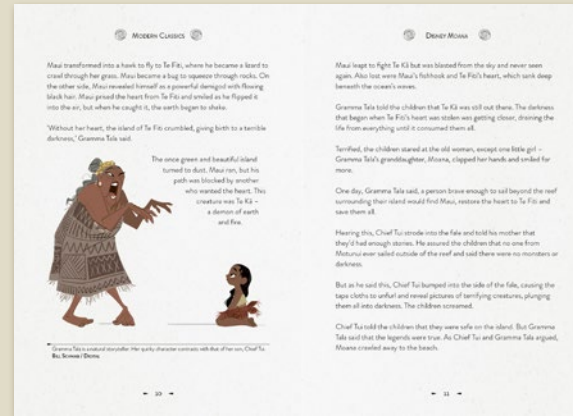 MODERN CLASSICS
Maui transformed into a hawk to fly to Te Fiti, where he became a lizard to
crawl through her grass. Maui became a bug to squeeze through rocks. On
the other side, Maui revealed himself as a powerful demigod with flowing
black hair. Maui prised the heart from Te Fiti and smiled as he flipped it
into the air, but when he caught it, the earth began to shake.
'Without her heart, the island of Te Fiti crumbled, giving birth to a terrible
darkness,' Gramma Tala said.
The once green and beautiful island
turned to dust. Maui ran, but his
path was blocked by another
who wanted the heart. This
creature was Te Kā –
a demon of earth
and fire.
Gramma Tala is a natural storyteller. Her quirky character contrasts with that of her son, Chief Tui.
BILL SCHWAB / DIGITAL
10
DISNEY MOANA
Maui leapt to fight Te Kā but was blasted from the sky and never seen
again. Also lost were Maui's fishhook and Te Fiti's heart, which sank deep
beneath the ocean's waves.
Gramma Tala told the children that Te Kā was still out there. The darkness
that began when Te Fiti's heart was stolen was getting closer, draining the
life from everything until it consumed them all.
Terrified, the children stared at the old woman, except one little girl –
Gramma Tala's granddaughter, Moana, clapped her hands and smiled for
more.
One day, Gramma Tala said, a person brave enough to sail beyond the reef
surrounding their island would find Maui, restore the heart to Te Fiti and
save them all.
Hearing this, Chief Tui strode into the fale and told his mother that
they'd had enough stories. He assured the children that no one from
Motunui ever sailed outside of the reef and said there were no monsters or
darkness.
But as he said this, Chief Tui bumped into the side of the fale, causing the
tapa cloths to unfurl and reveal pictures of terrifying creatures, plunging
them all into darkness. The children screamed.
Chief Tui told the children that they were safe on the island. But Gramma
Tala said that the legends were true. As Chief Tui and Gramma Tala argued,
Moana crawled away to the beach.
11